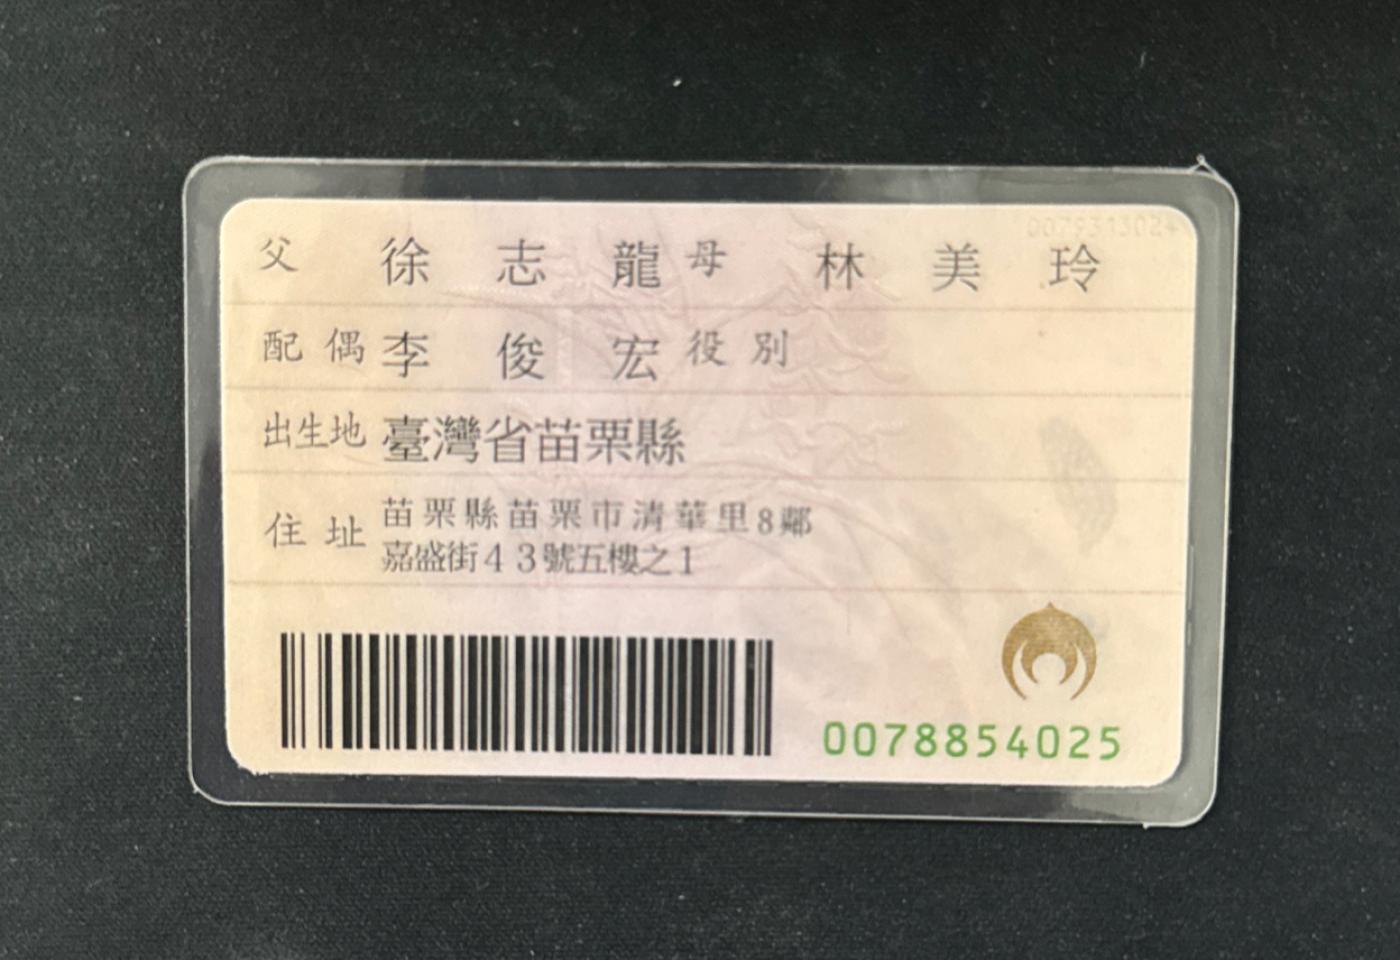 父 徐志龍 母 林美玲
配偶 李俊宏 役別
出生地 臺灣省苗栗縣
住址 苗栗縣苗栗市清華里8鄰
嘉盛街43號五樓之1
0078854025